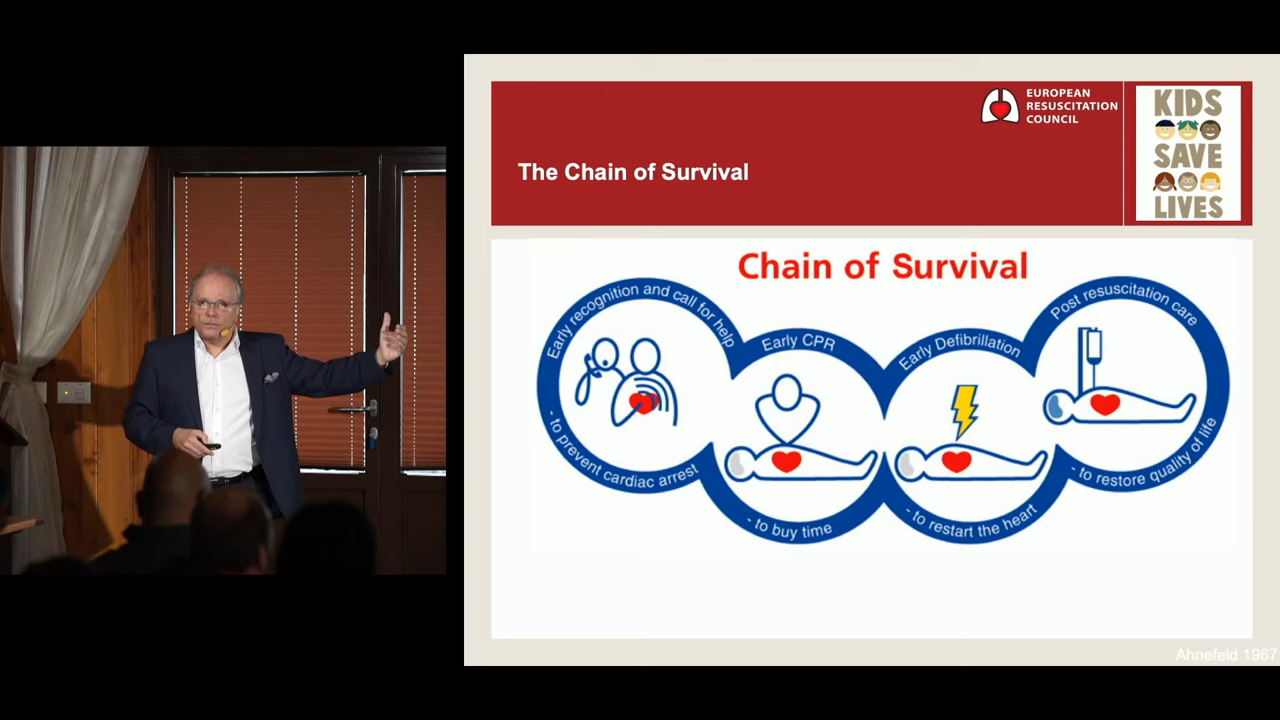 EUROPEAN
RESUSCITATION
COUNCIL
KIDS
SAVE
LIVES
The Chain of Survival
Chain of Survival
Early recognition and call for help
- to prevent cardiac arrest
Early CPR
- to buy time
Early Defibrillation
- to restart the heart
Post resuscitation care
- to restore quality of life
Ahnefeld 1967